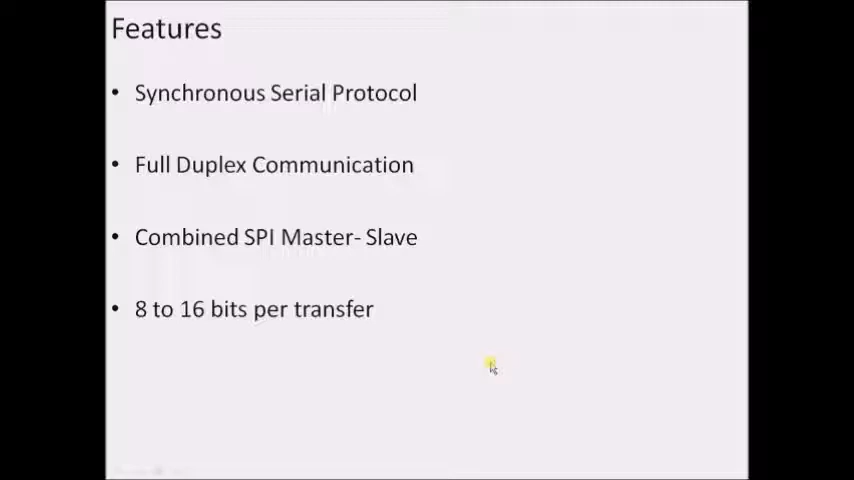 Features
• Synchronous Serial Protocol
• Full Duplex Communication
• Combined SPI Master- Slave
• 8 to 16 bits per transfer